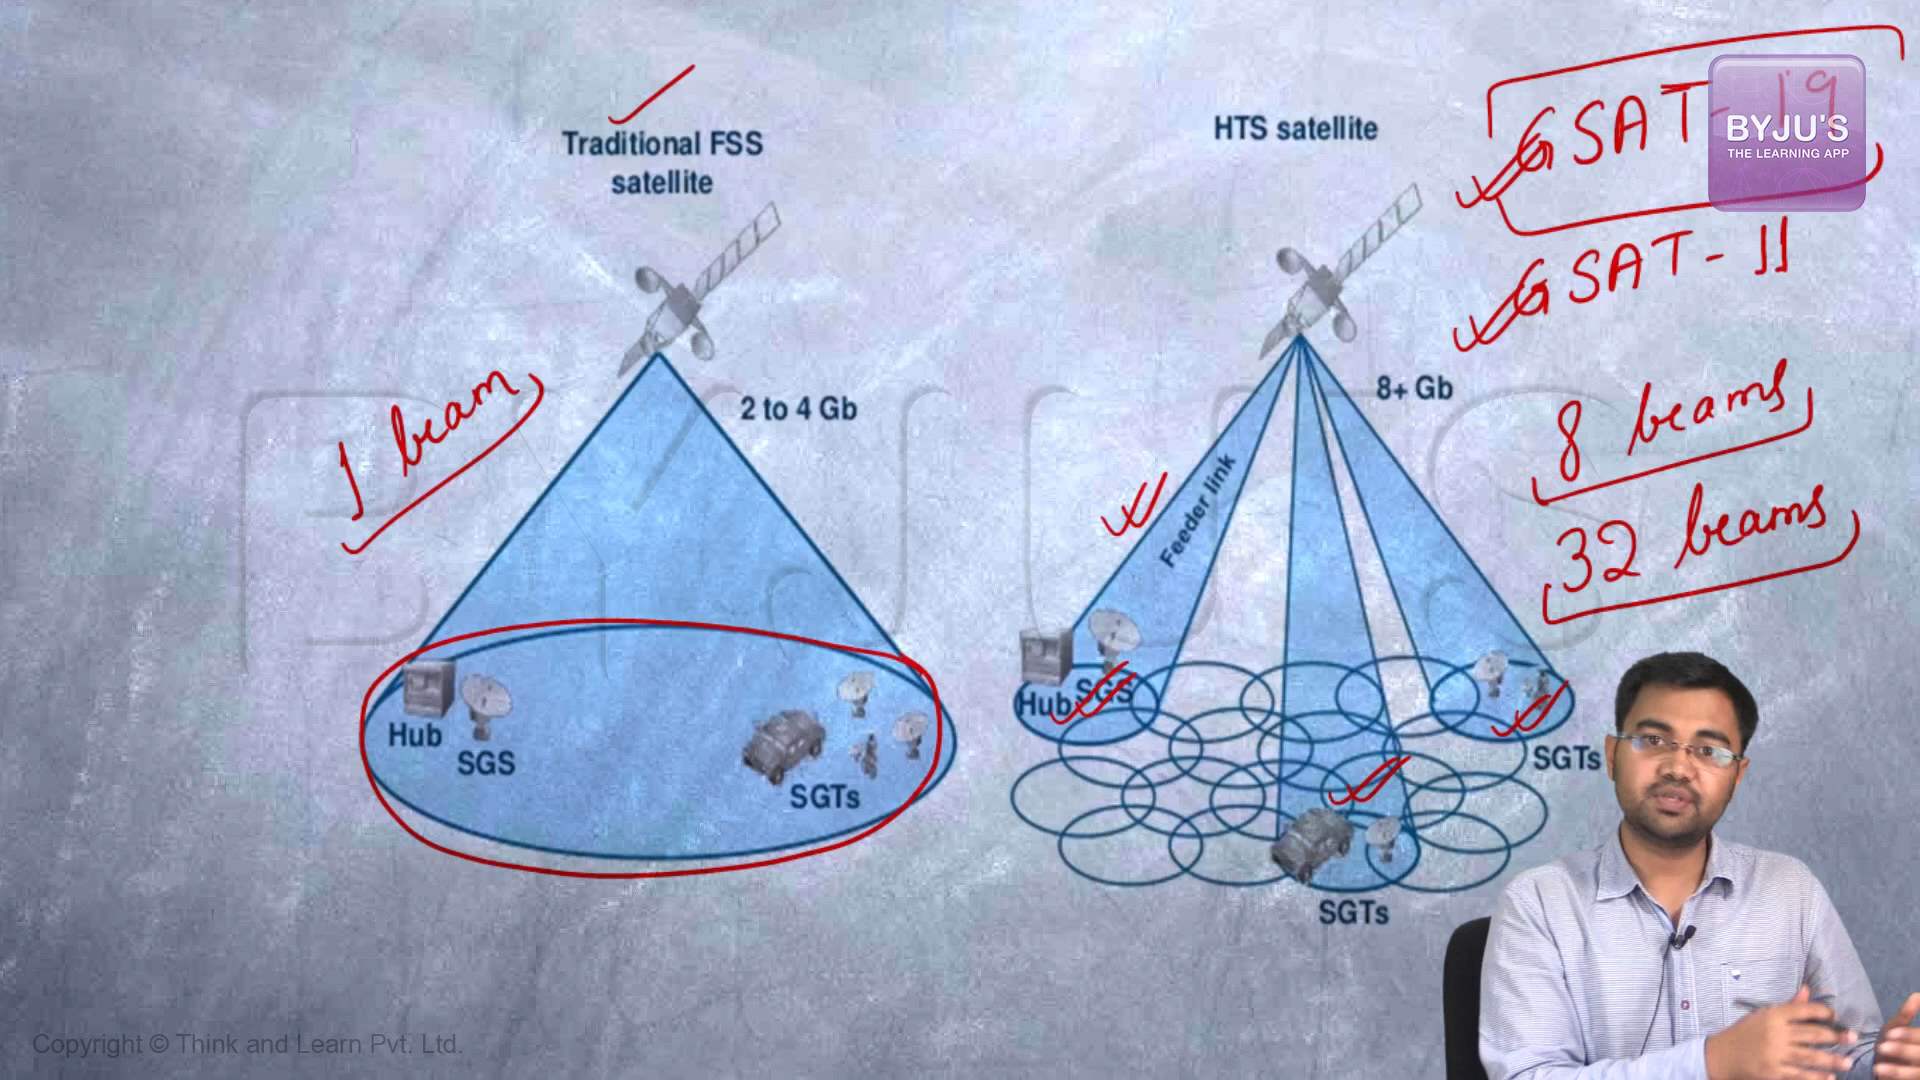 Traditional FSS
satellite
1 beam
2 to 4 Gb
Hub
SGS
SGTs
HTS satellite
8+ Gb
Feeder link
Hub SGS
SGTs
SGTs
GSAT-19
GSAT-11
8 beams
32 beams
BYJU'S
THE LEARNING APP
BYJU'S
Copyright © Think and Learn Pvt. Ltd.